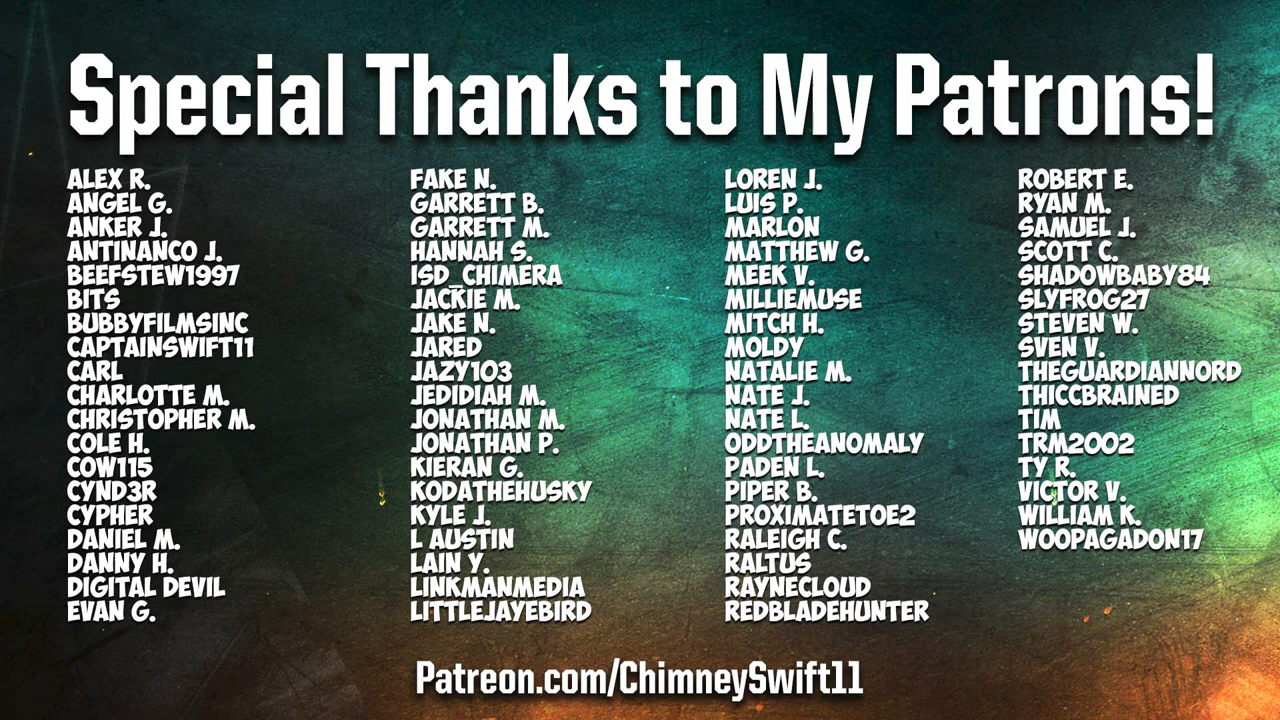 Special Thanks to My Patrons!
ALEX R.
ANGEL G.
ANKER J.
ANTINANCO J.
BEEFSTEW1997
BITS
BUBBYFILMSINC
CAPTAINSWIFT11
CARL
CHARLOTTE M.
CHRISTOPHER M.
COLE H.
COW115
CYND3R
CYPHER
DANIEL M.
DANNY H.
DIGITAL DEVIL
EVAN G.
FAKE N.
GARRETT B.
GARRETT M.
HANNAH S.
ISD_CHIMERA
JACKIE M.
JAKE N.
JARED
JAZY103
JEDIDIAH M.
JONATHAN M.
JONATHAN P.
KIERAN G.
KODATHEHUSKY
KYLE J.
L AUSTIN
LAIN Y.
LINKMANMEDIA
LITTLEJAYEBIRD
LOREN J.
LUIS P.
MARLON
MATTHEW G.
MEEK V.
MILLIEMUSE
MITCH H.
MOLDY
NATALIE M.
NATE J.
NATE L.
ODDTHEANOMALY
PADEN L.
PIPER B.
PROXIMATETOE2
RALEIGH C.
RALTUS
RAYNECLOUD
REDBLADEHUNTER
ROBERT E.
RYAN M.
SAMUEL J.
SCOTT C.
SHADOWBABY84
SLYFROG27
STEVEN W.
SVEN V.
THEGUARDIANNORD
THICCBRAINED
TIM
TRM2002
TY R.
VICTOR V.
WILLIAM K.
WOOPAGADON17
Patreon.com/ChimneySwift11